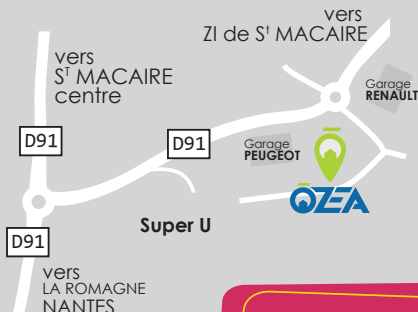 vers
ZI de Sᵗ MACAIRE
vers
Sᵀ MACAIRE
centre
Garage
RENAULT
D91
D91
Garage
PEUGEOT
ŌZEA
Super U
D91
vers
LA ROMAGNE
NANTES